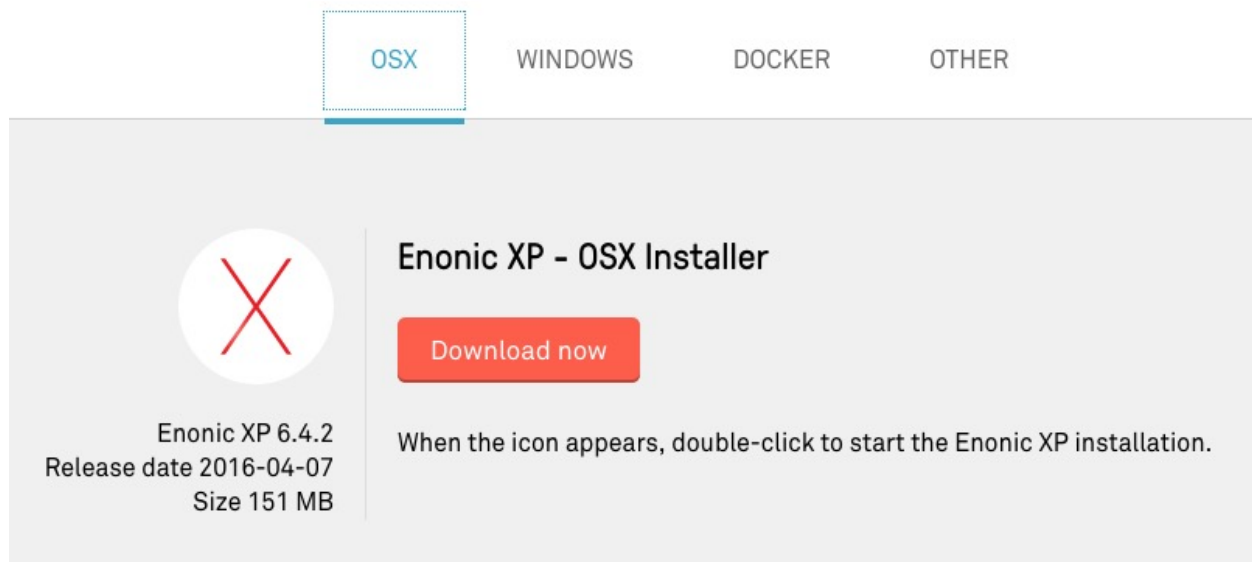 OSX WINDOWS DOCKER OTHER
Enonic XP - OSX Installer
Download now
When the icon appears, double-click to start the Enonic XP installation.
Enonic XP 6.4.2
Release date 2016-04-07
Size 151 MB